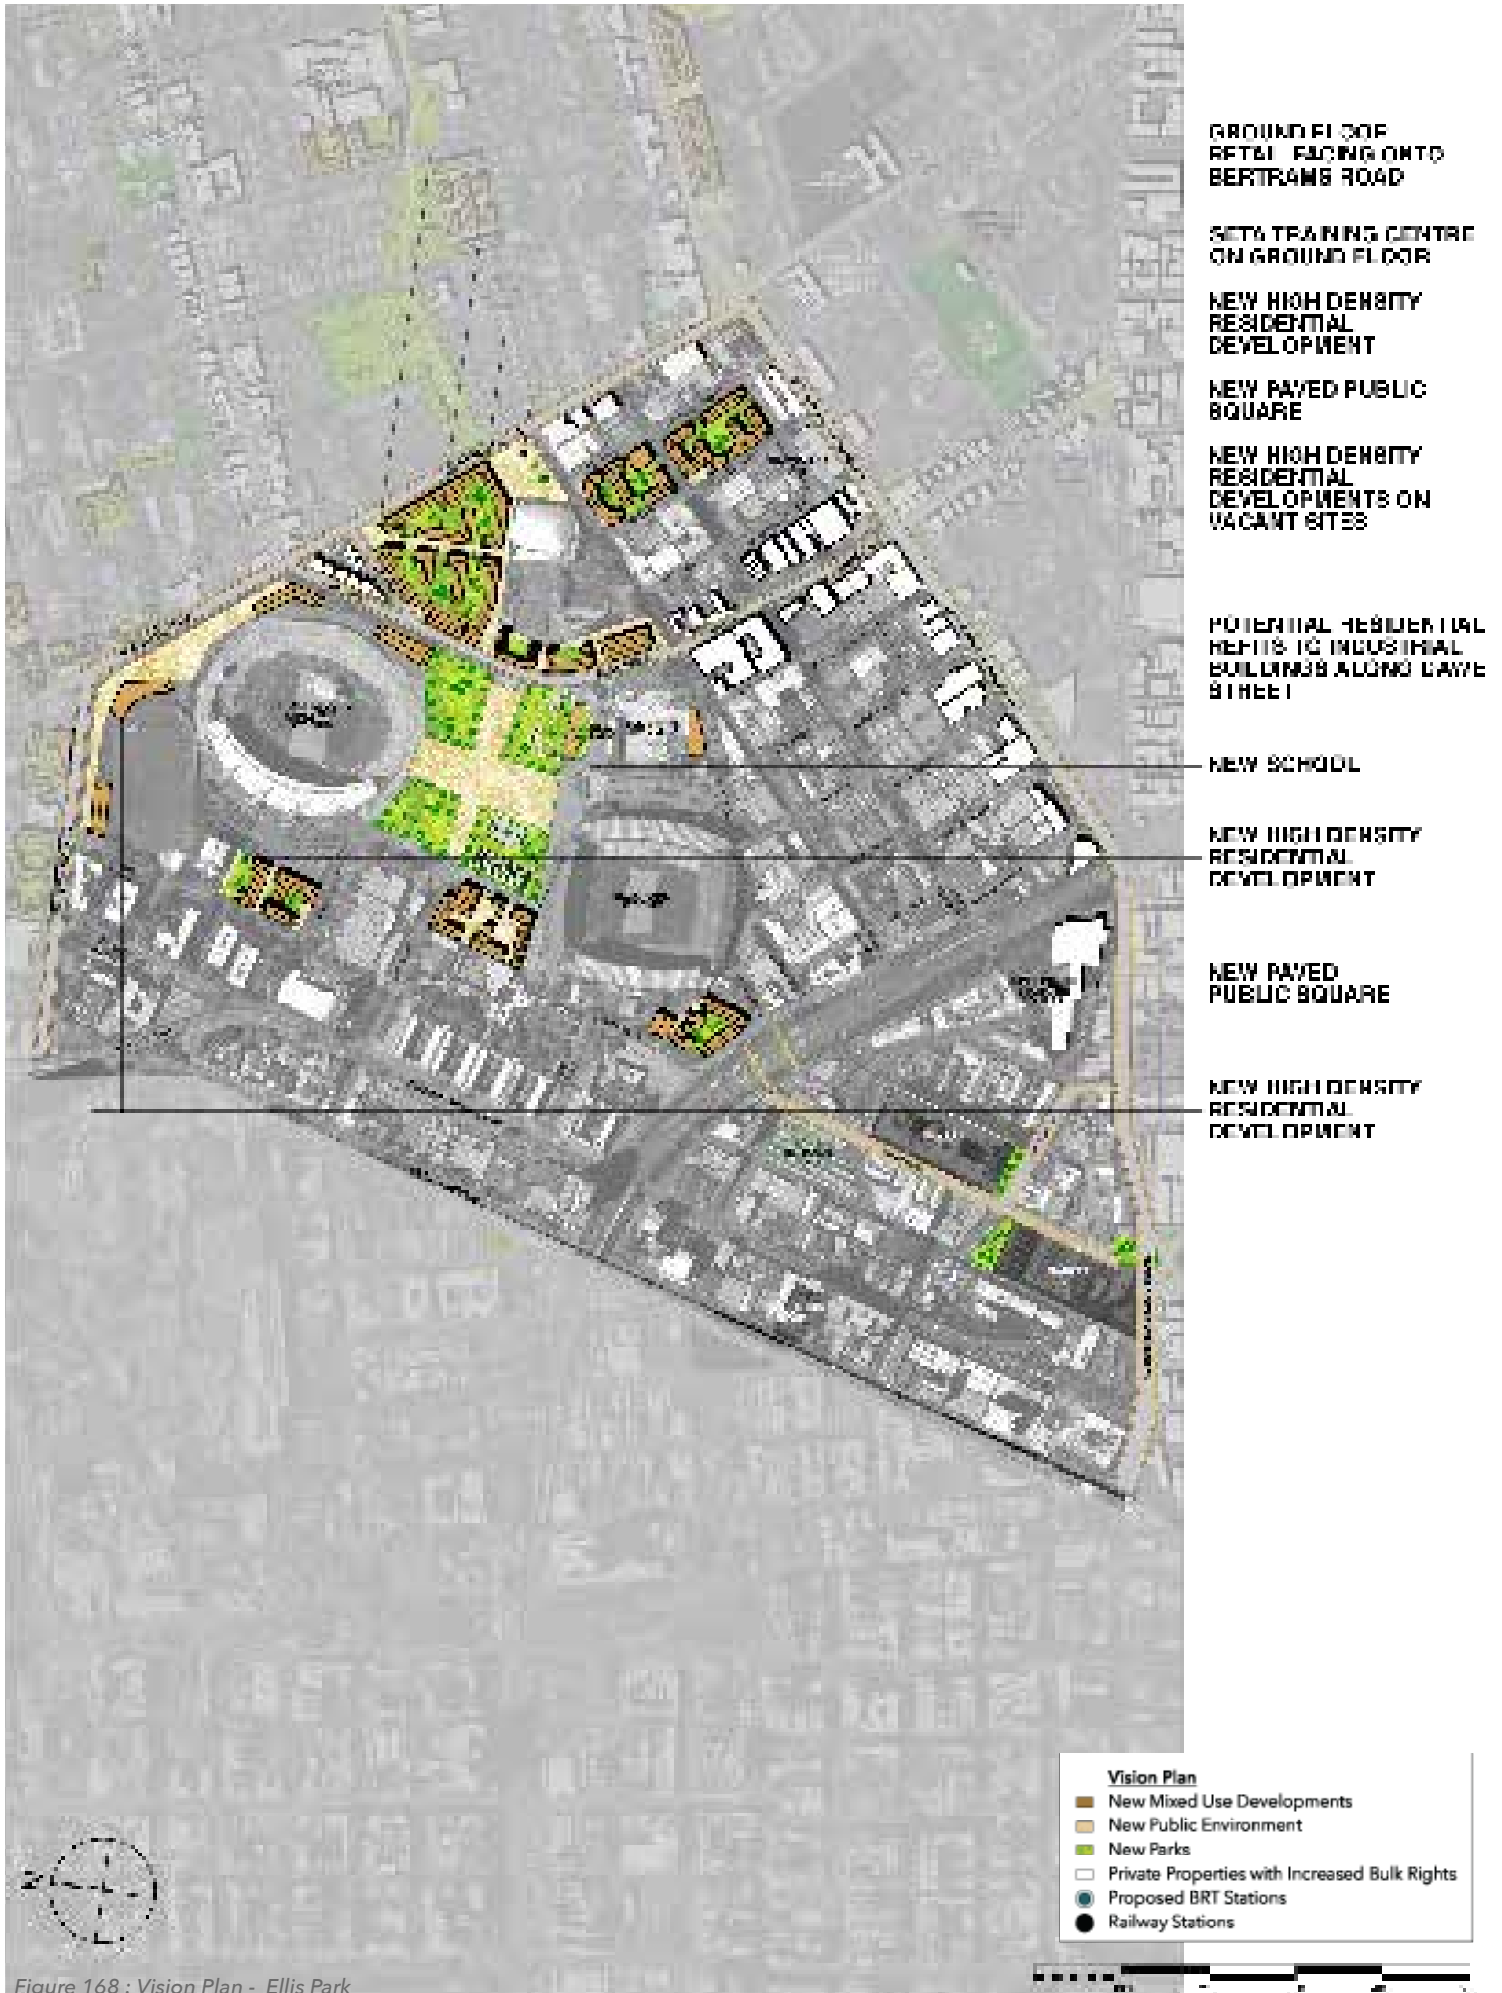 GROUND FLOOR
RETAIL FACING ONTO
BERTRAMS ROAD
SETA TRAINING CENTRE
ON GROUND FLOOR
NEW HIGH DENSITY
RESIDENTIAL
DEVELOPMENT
NEW PAVED PUBLIC
SQUARE
NEW HIGH DENSITY
RESIDENTIAL
DEVELOPMENTS ON
VACANT SITES
POTENTIAL RESIDENTIAL
REFITS TO INDUSTRIAL
BUILDINGS ALONG DAWE
STREET
NEW SCHOOL
NEW HIGH DENSITY
RESIDENTIAL
DEVELOPMENT
NEW PAVED
PUBLIC SQUARE
NEW HIGH DENSITY
RESIDENTIAL
DEVELOPMENT
Vision Plan
New Mixed Use Developments
New Public Environment
New Parks
Private Properties with Increased Bulk Rights
Proposed BRT Stations
Railway Stations
N
Figure 168 : Vision Plan - Ellis Park